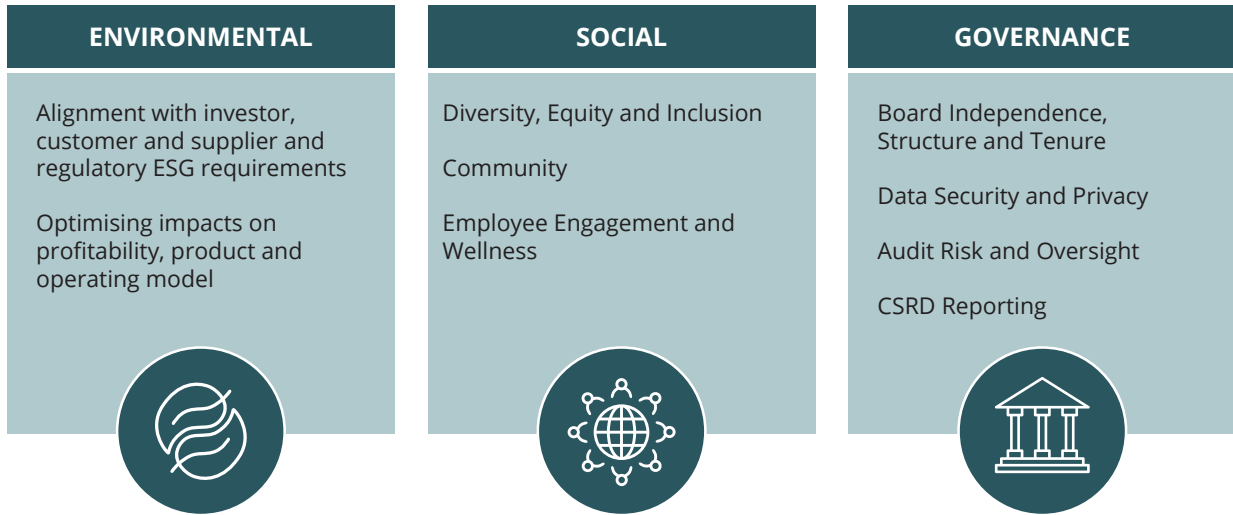 ENVIRONMENTAL
Alignment with investor,
customer and supplier and
regulatory ESG requirements
Optimising impacts on
profitability, product and
operating model
SOCIAL
Diversity, Equity and Inclusion
Community
Employee Engagement and
Wellness
GOVERNANCE
Board Independence,
Structure and Tenure
Data Security and Privacy
Audit Risk and Oversight
CSRD Reporting